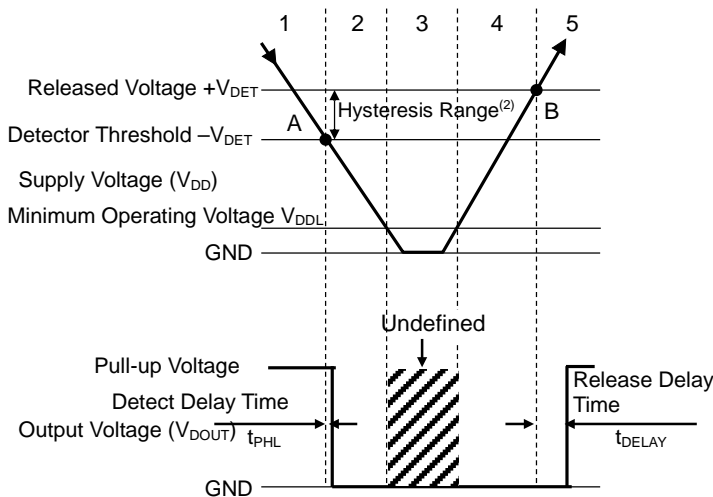 1 2 3 4 5
Released Voltage +VDET
Hysteresis Range(2)
A
B
Detector Threshold –VDET
Supply Voltage (VDD)
Minimum Operating Voltage VDDL
GND
Undefined
Pull-up Voltage
Release Delay
Time
Detect Delay Time
Output Voltage (VDOUT)
tPHL
tDELAY
GND